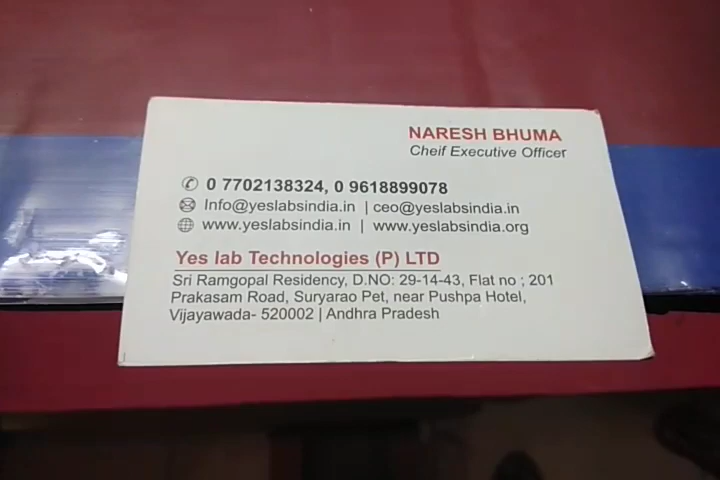 NARESH BHUMA
Cheif Executive Officer
0 7702138324, 0 9618899078
Info@yeslabsindia.in | ceo@yeslabsindia.in
www.yeslabsindia.in | www.yeslabsindia.org
Yes lab Technologies (P) LTD
Sri Ramgopal Residency, D.NO: 29-14-43, Flat no ; 201
Prakasam Road, Suryarao Pet, near Pushpa Hotel,
Vijayawada- 520002 | Andhra Pradesh